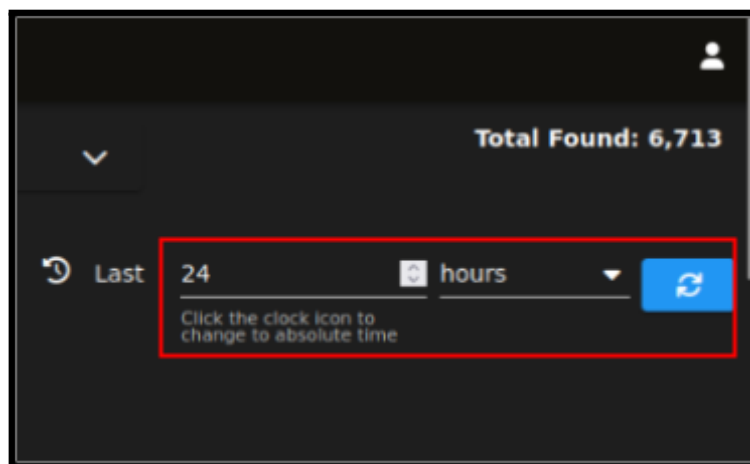 Total Found: 6,713
Last 24 hours
Click the clock icon to
change to absolute time